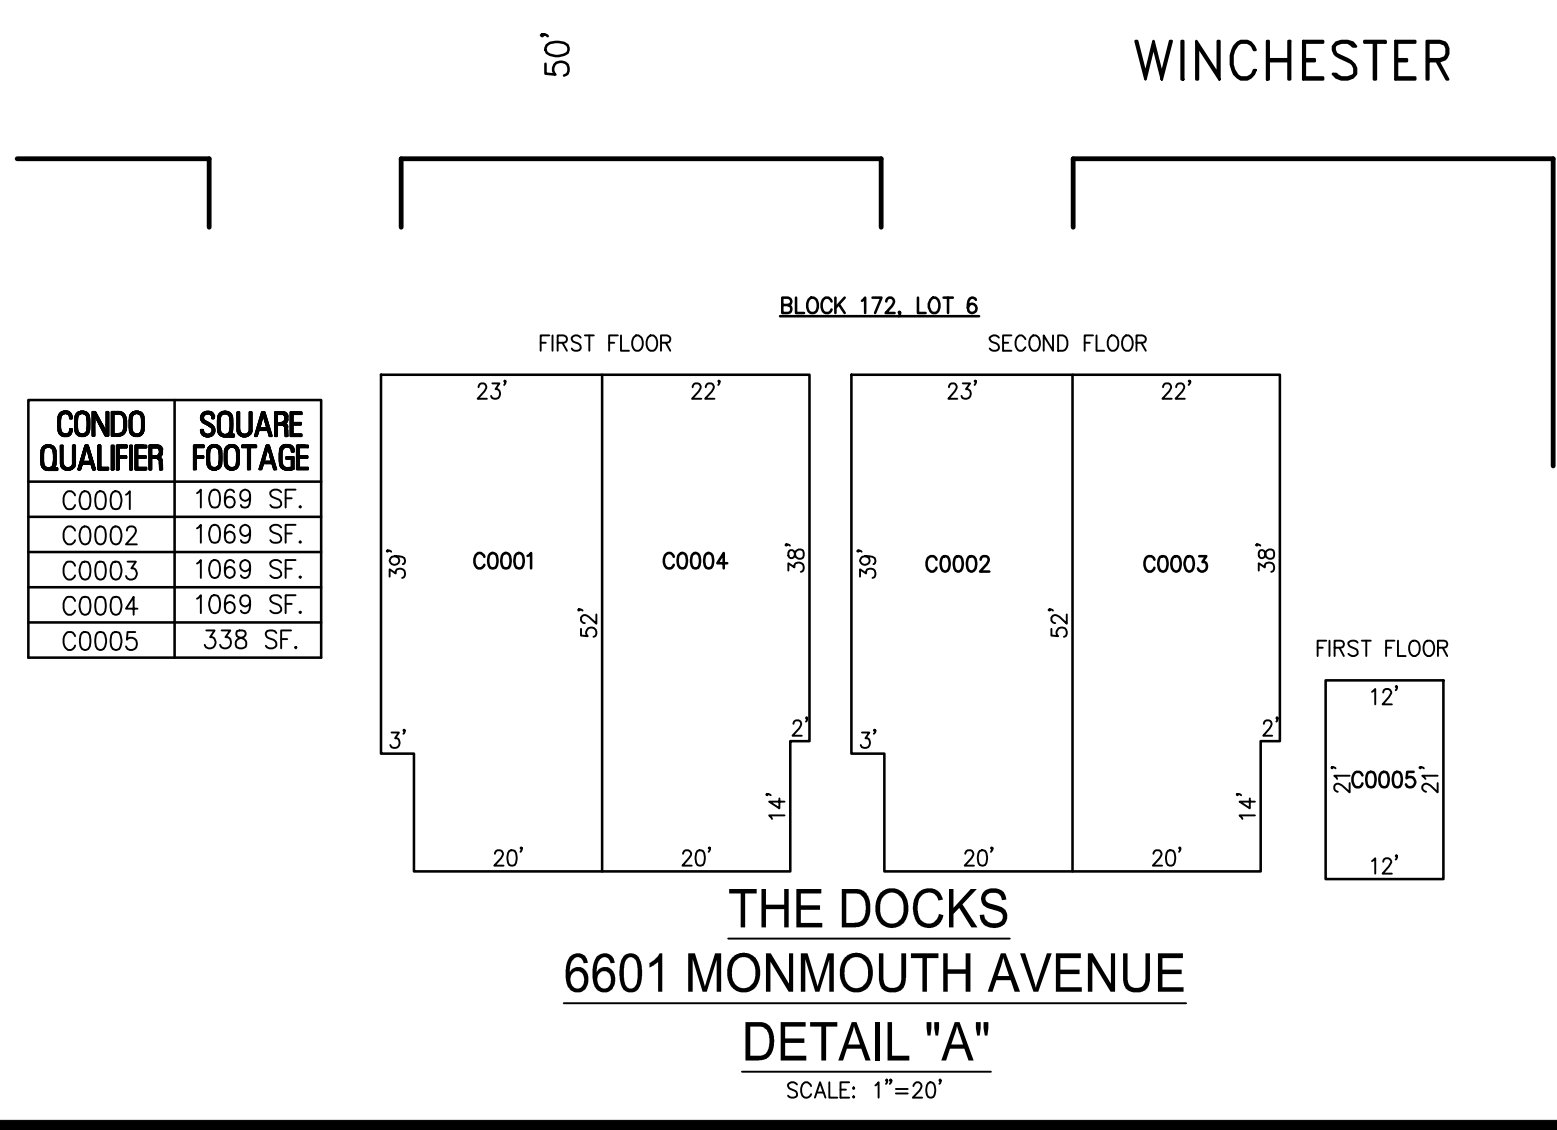 50'
WINCHESTER
BLOCK 172, LOT 6
FIRST FLOOR
SECOND FLOOR
23'
22'
23'
22'
CONDO QUALIFIER
SQUARE FOOTAGE
C0001 1069 SF.
C0002 1069 SF.
C0003 1069 SF.
C0004 1069 SF.
C0005 338 SF.
39'
C0001
52'
C0004
38'
3'
2'
14'
20'
20'
39'
C0002
52'
C0003
38'
3'
2'
14'
20'
20'
FIRST FLOOR
12'
21'
C0005
21'
12'
THE DOCKS
6601 MONMOUTH AVENUE
DETAIL "A"
SCALE: 1"=20'